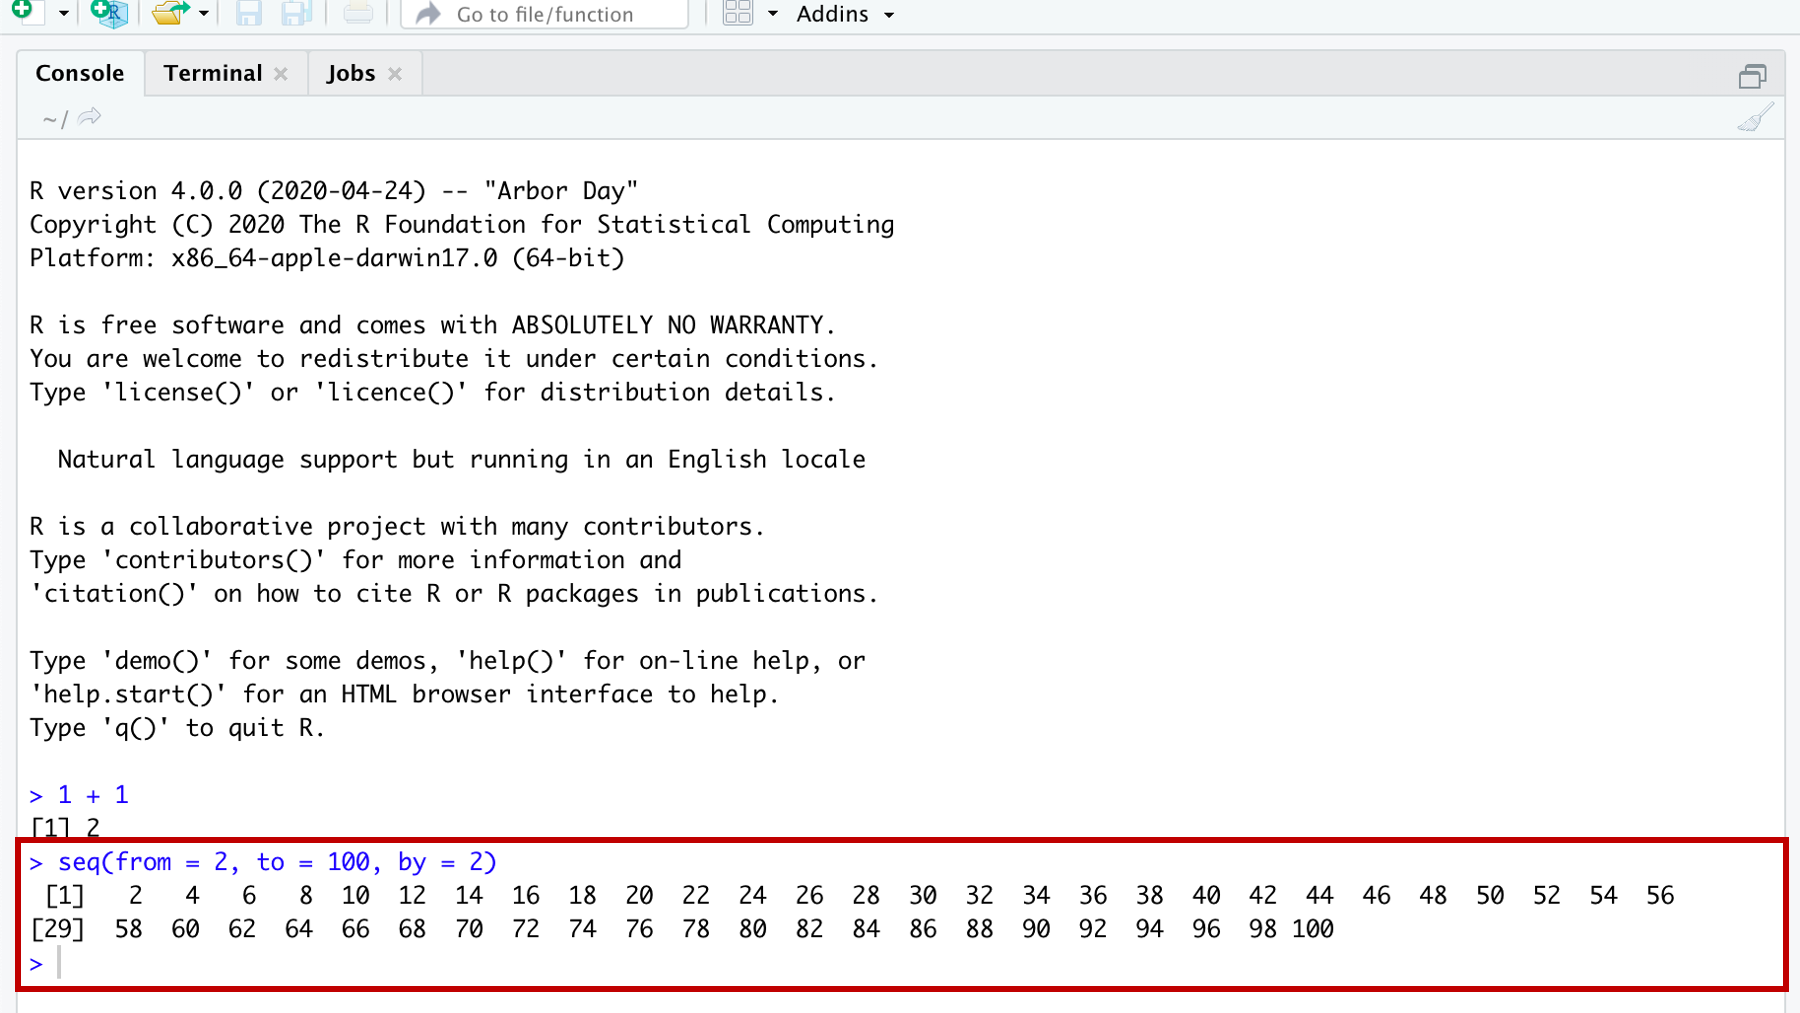 Go to file/function Addins
Console Terminal Jobs
~/
R version 4.0.0 (2020-04-24) -- "Arbor Day"
Copyright (C) 2020 The R Foundation for Statistical Computing
Platform: x86_64-apple-darwin17.0 (64-bit)
R is free software and comes with ABSOLUTELY NO WARRANTY.
You are welcome to redistribute it under certain conditions.
Type 'license()' or 'licence()' for distribution details.
Natural language support but running in an English locale
R is a collaborative project with many contributors.
Type 'contributors()' for more information and
'citation()' on how to cite R or R packages in publications.
Type 'demo()' for some demos, 'help()' for on-line help, or
'help.start()' for an HTML browser interface to help.
Type 'q()' to quit R.
> 1 + 1
[1] 2
> seq(from = 2, to = 100, by = 2)
[1] 2 4 6 8 10 12 14 16 18 20 22 24 26 28 30 32 34 36 38 40 42 44 46 48 50 52 54 56
[29] 58 60 62 64 66 68 70 72 74 76 78 80 82 84 86 88 90 92 94 96 98 100
>